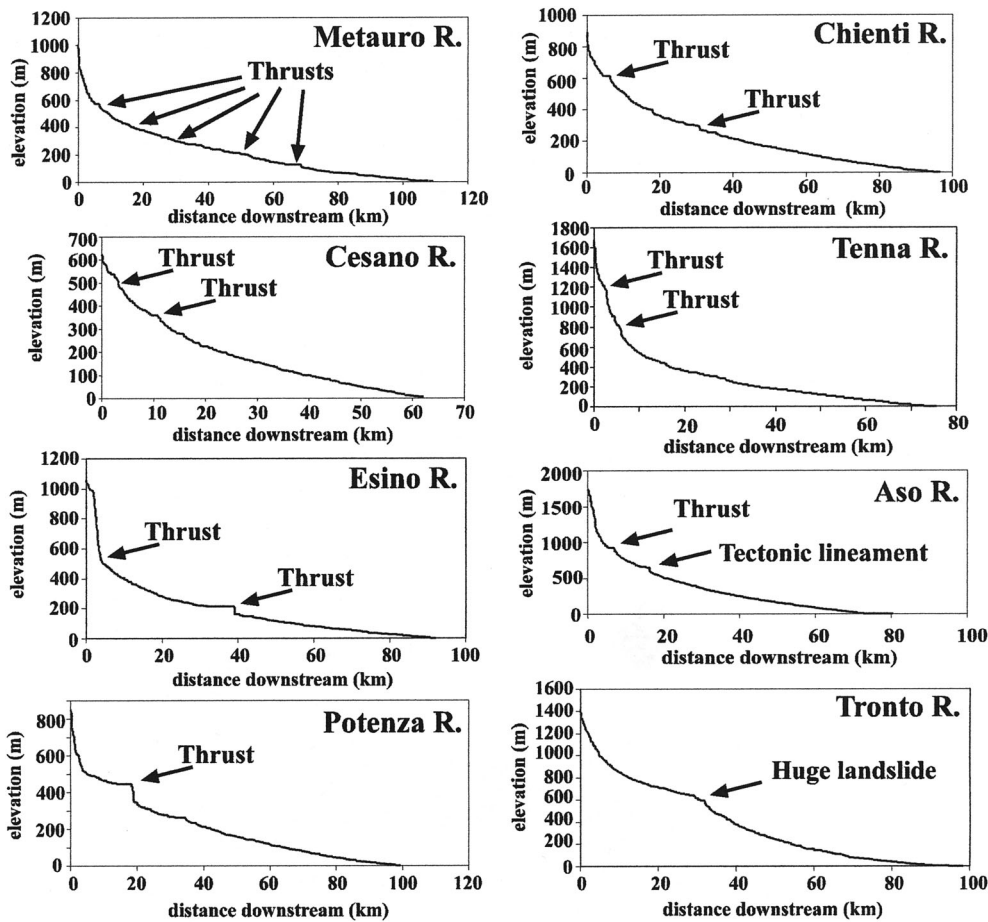 Metauro R.
Thrusts
elevation (m)
1200
1000
800
600
400
200
0
0 20 40 60 80 100 120
distance downstream (km)
Chienti R.
Thrust
Thrust
elevation (m)
1000
800
600
400
200
0
0 20 40 60 80 100
distance downstream (km)
Cesano R.
Thrust
Thrust
elevation (m)
700
600
500
400
300
200
100
0
0 10 20 30 40 50 60 70
distance downstream (km)
Tenna R.
Thrust
Thrust
elevation (m)
1800
1600
1400
1200
1000
800
600
400
200
0
0 20 40 60 80
distance downstream (km)
Esino R.
Thrust
Thrust
elevation (m)
1200
1000
800
600
400
200
0
0 20 40 60 80 100
distance downstream (km)
Aso R.
Thrust
Tectonic lineament
elevation (m)
2000
1500
1000
500
0
0 20 40 60 80 100
distance downstream (km)
Potenza R.
Thrust
elevation (m)
800
600
400
200
0
0 20 40 60 80 100 120
distance downstream (km)
Tronto R.
Huge landslide
elevation (m)
1600
1400
1200
1000
800
600
400
200
0
0 20 40 60 80 100
distance downstream (km)